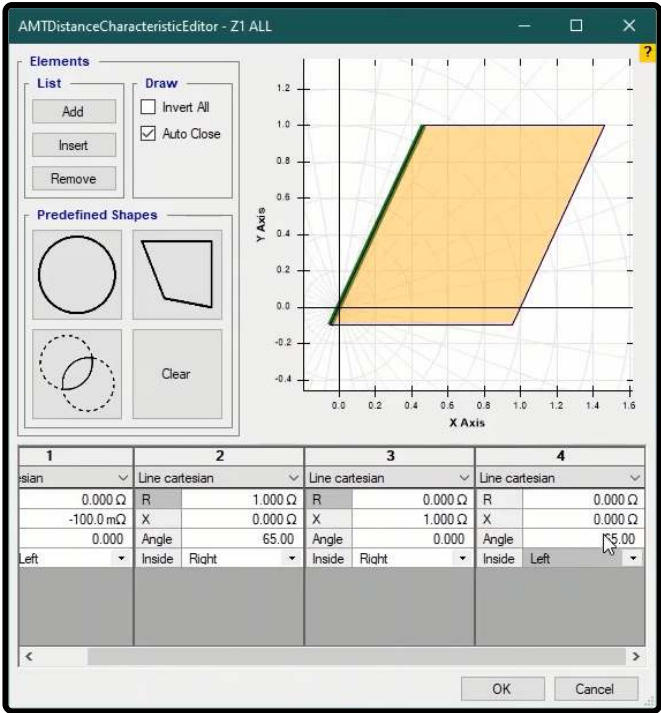 AMTDistanceCharacteristicEditor - Z1 ALL
?
Elements
List
Add
Insert
Remove
Draw
Invert All
Auto Close
Predefined Shapes
Clear
Y Axis
1.2
1.0
0.8
0.6
0.4
0.2
0.0
-0.2
-0.4
0.0 0.2 0.4 0.6 0.8 1.0 1.2 1.4 1.6
X Axis
1 2 3 4
esian Line cartesian Line cartesian Line cartesian
0.000 Ω R 1.000 Ω R 0.000 Ω R 0.000 Ω
-100.0 mΩ X 0.000 Ω X 1.000 Ω X 0.000 Ω
0.000 Angle 65.00 Angle 0.000 Angle
Left Inside Right Inside Right Inside Left
OK Cancel